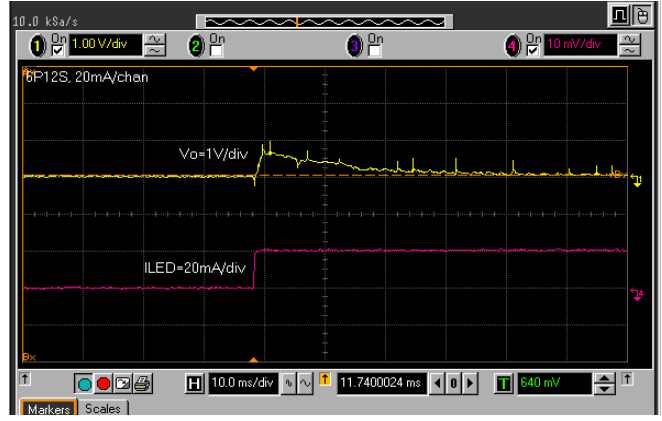 10.0 kSa/s
1 On 1.00 V/div 2 On 3 On 4 On 10 mV/div
6P12S, 20mA/chan
Vo=1V/div
ILED=20mA/div
H 10.0 ms/div T 11.7400024 ms 0 T 640 mV
Markers Scales